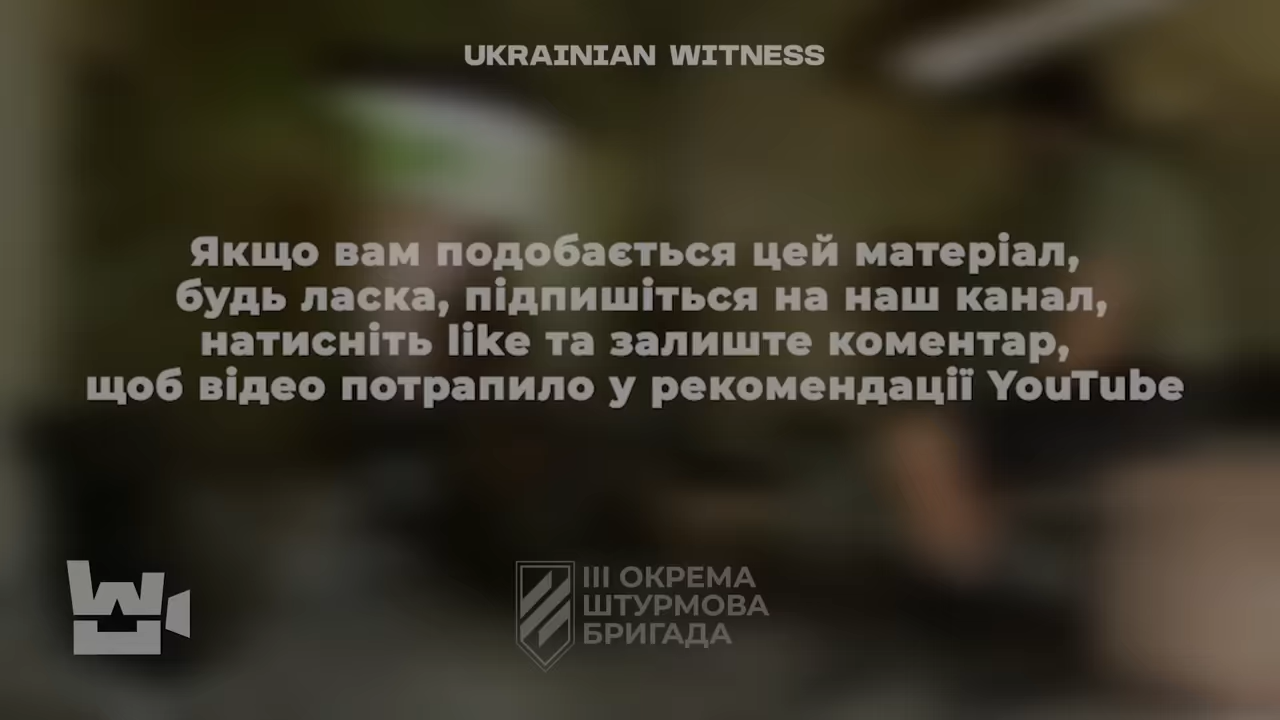 UKRAINIAN WITNESS
Якщо вам подобається цей матеріал,
будь ласка, підпишіться на наш канал,
натисніть like та залиште коментар,
щоб відео потрапило у рекомендації YouTube
III ОКРЕМА
ШТУРМОВА
БРИГАДА